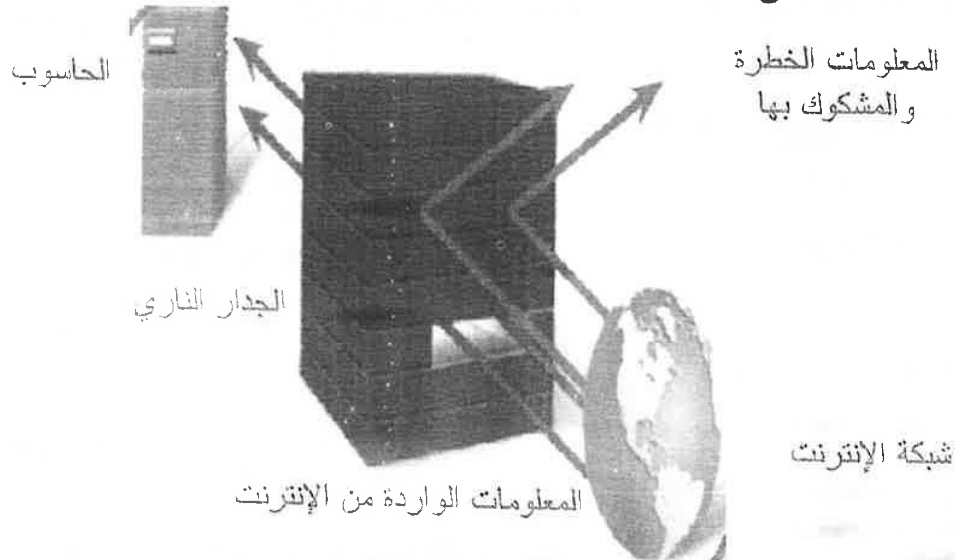 المعلومات الخطرة
والمشكوك بها
الحاسوب
الجدار الناري
شبكة الإنترنت
المعلومات الواردة من الإنترنت